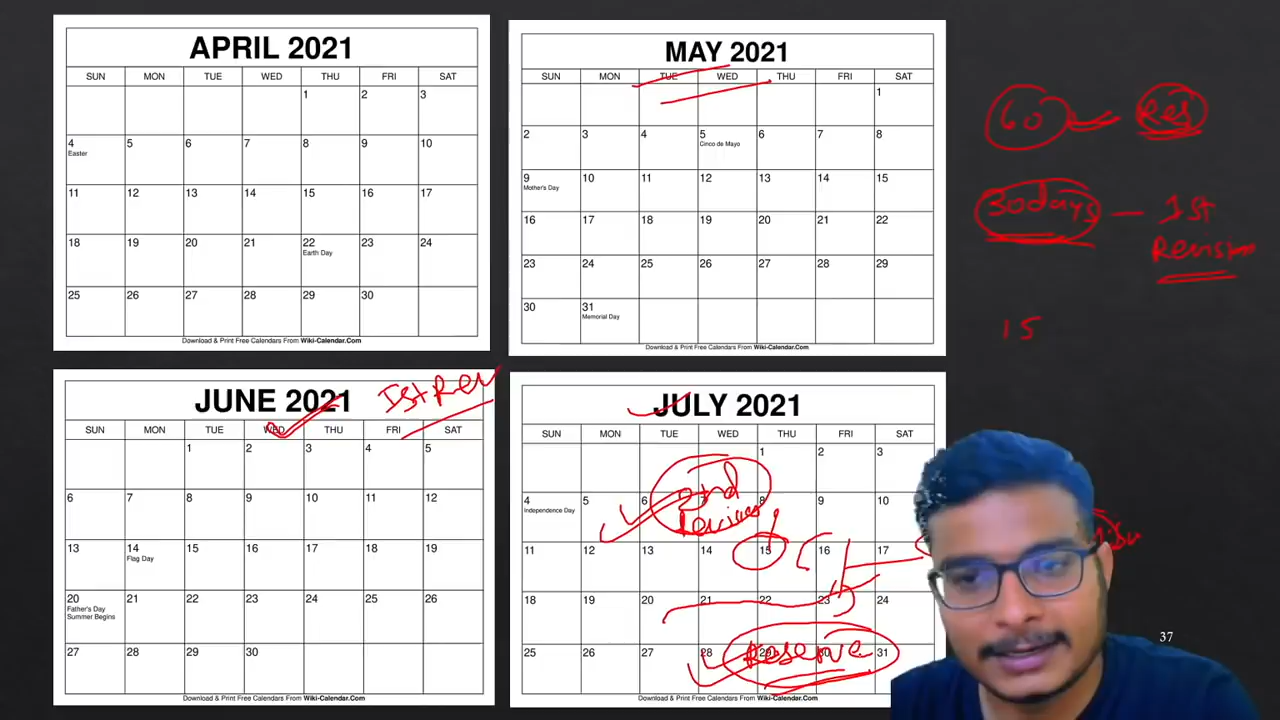 APRIL 2021
SUN MON TUE WED THU FRI SAT
1 2 3
4 5 6 7 8 9 10
Easter
11 12 13 14 15 16 17
18 19 20 21 22 23 24
Earth Day
25 26 27 28 29 30
Download & Print Free Calendars From Wiki-Calendar.Com
MAY 2021
SUN MON TUE WED THU FRI SAT
1
2 3 4 5 6 7 8
Cinco de Mayo
9 10 11 12 13 14 15
Mother's Day
16 17 18 19 20 21 22
23 24 25 26 27 28 29
30 31
Memorial Day
Download & Print Free Calendars From Wiki-Calendar.Com
60 Res
30days — 1st
Revision
15
JUNE 2021
Ist Rev
SUN MON TUE WED THU FRI SAT
1 2 3 4 5
6 7 8 9 10 11 12
13 14 15 16 17 18 19
Flag Day
20 21 22 23 24 25 26
Father's Day
Summer Begins
27 28 29 30
Download & Print Free Calendars From Wiki-Calendar.Com
JULY 2021
SUN MON TUE WED THU FRI SAT
1 2 3
4 5 6 7 8 9 10
Independence Day
2nd
Revision
11 12 13 14 15 16 17
18 19 20 21 22 23 24
25 26 27 28 29 30 31
Reserve
Download & Print Free Calendars From Wiki-Calendar.Com
37